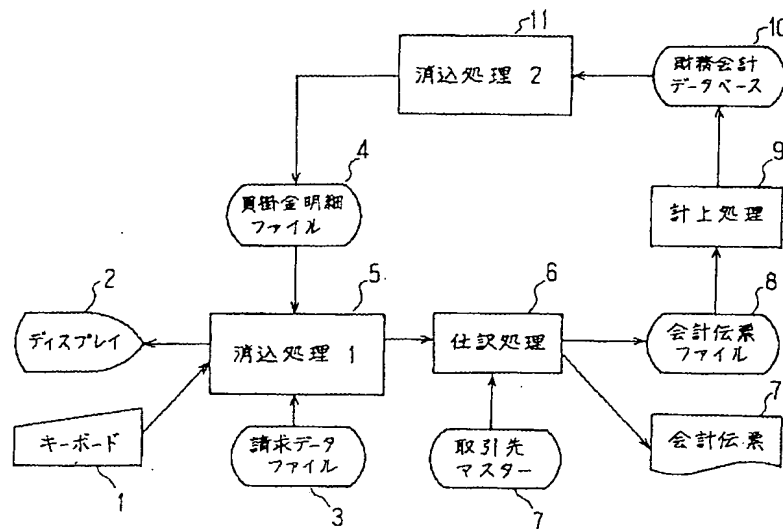 11
消込処理 2
10
財務会計
データベース
4
買掛金明細
ファイル
9
計上処理
2
ディスプレイ
5
消込処理 1
6
仕訳処理
8
会計伝票
ファイル
キーボード
1
請求データ
ファイル
3
取引先
マスター
7
7
会計伝票